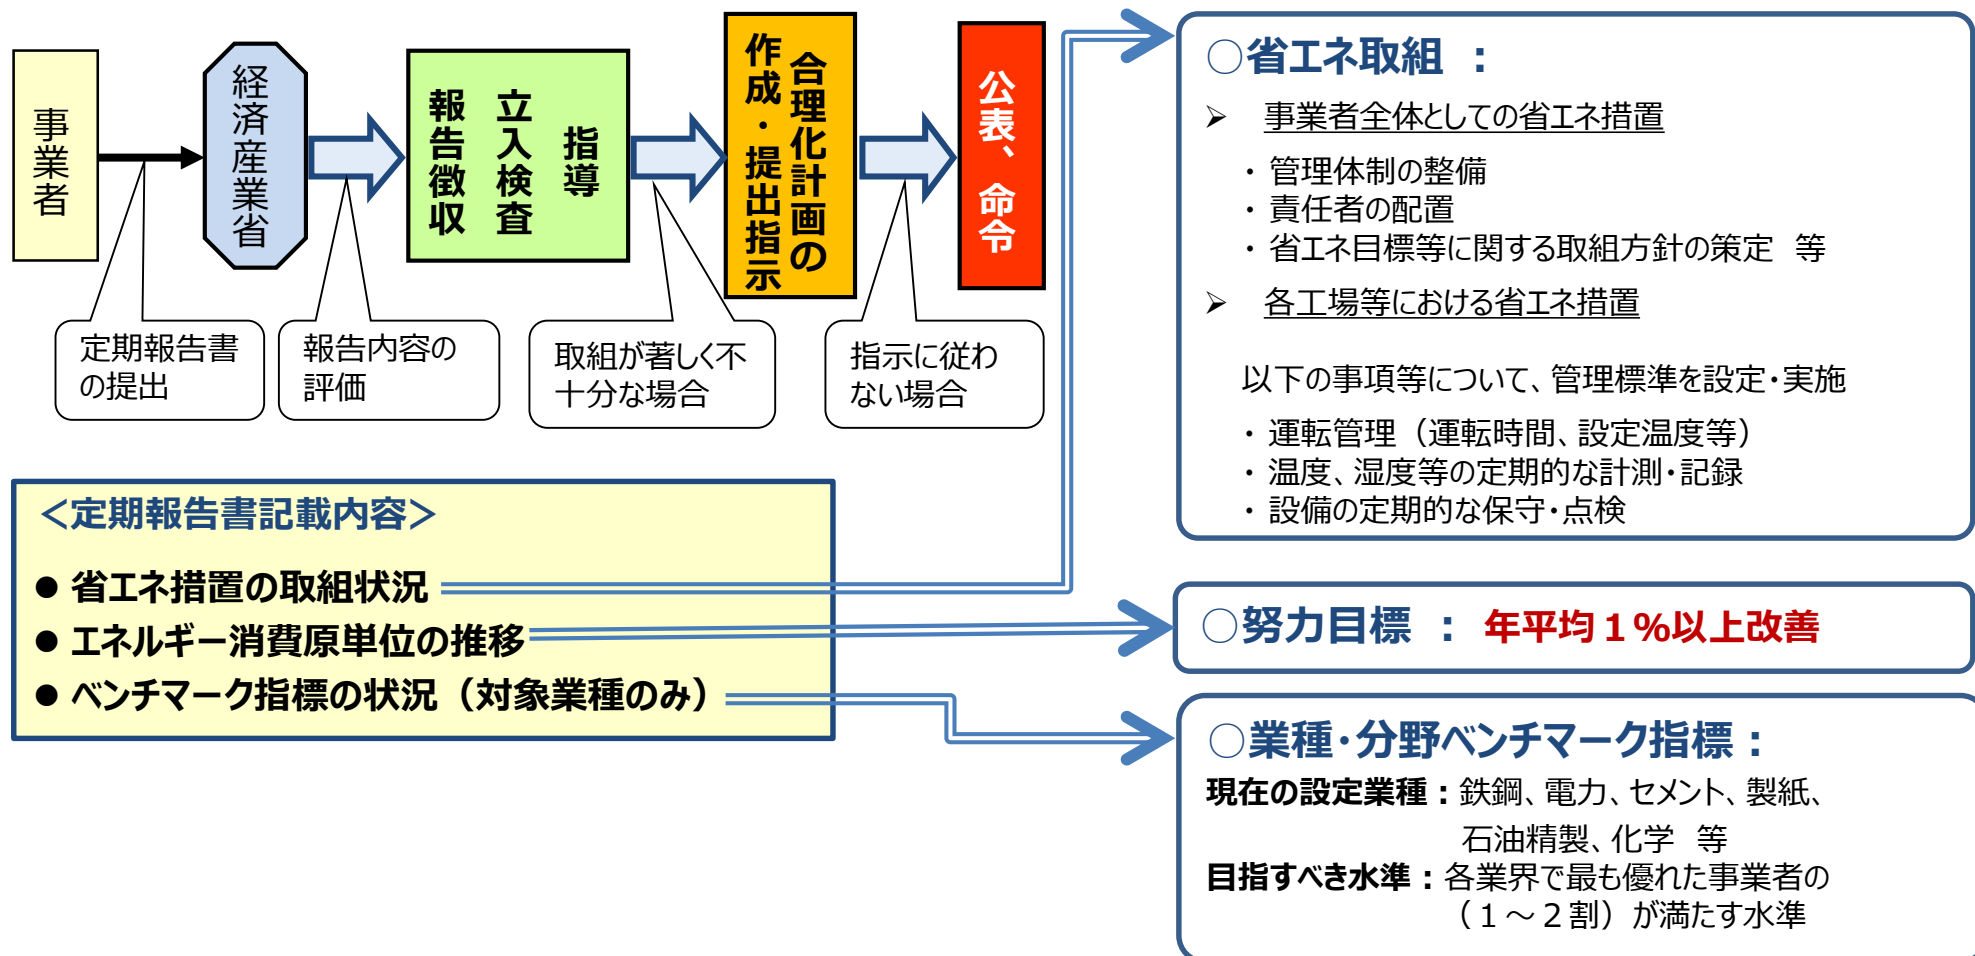 事業者
経済産業省
報告徴収
立入検査
指導
合理化計画の
作成・提出指示
公表、命令
定期報告書
の提出
報告内容の
評価
取組が著しく不
十分な場合
指示に従わ
ない場合
＜定期報告書記載内容＞
● 省エネ措置の取組状況
● エネルギー消費原単位の推移
● ベンチマーク指標の状況（対象業種のみ）
○省エネ取組 ：
➢ 事業者全体としての省エネ措置
・管理体制の整備
・責任者の配置
・省エネ目標等に関する取組方針の策定　等
➢ 各工場等における省エネ措置
以下の事項等について、管理標準を設定・実施
・運転管理（運転時間、設定温度等）
・温度、湿度等の定期的な計測・記録
・設備の定期的な保守・点検
○努力目標 ： 年平均１％以上改善
○業種・分野ベンチマーク指標：
現在の設定業種：鉄鋼、電力、セメント、製紙、
石油精製、化学　等
目指すべき水準：各業界で最も優れた事業者の
（１～２割）が満たす水準